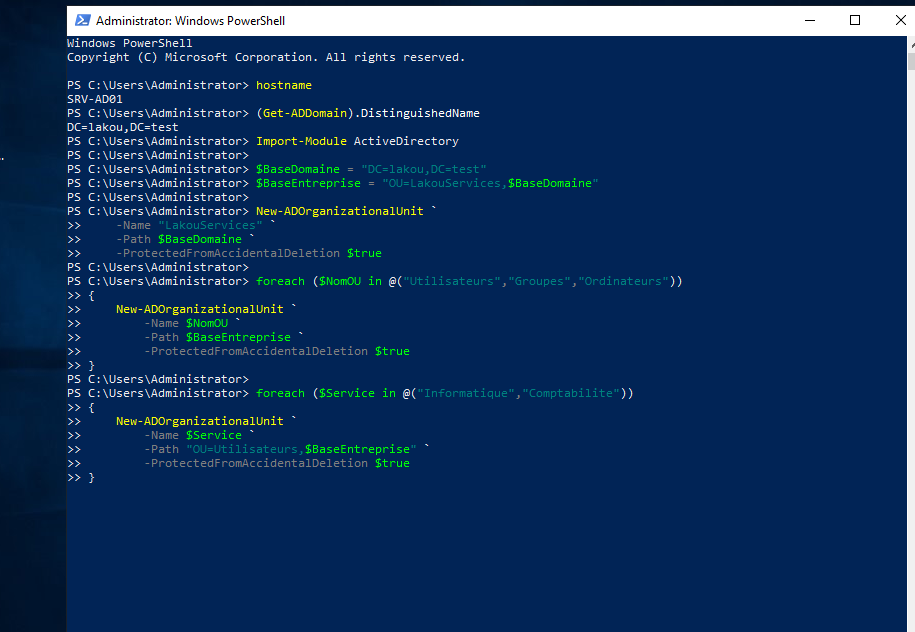 Administrator: Windows PowerShell
Windows PowerShell
Copyright (C) Microsoft Corporation. All rights reserved.

PS C:\Users\Administrator> hostname
SRV-AD01
PS C:\Users\Administrator> (Get-ADDomain).DistinguishedName
DC=lakou,DC=test
PS C:\Users\Administrator> Import-Module ActiveDirectory
PS C:\Users\Administrator>
PS C:\Users\Administrator> $BaseDomaine = "DC=lakou,DC=test"
PS C:\Users\Administrator> $BaseEntreprise = "OU=LakouServices,$BaseDomaine"
PS C:\Users\Administrator>
PS C:\Users\Administrator> New-ADOrganizationalUnit `
>>     -Name "LakouServices" `
>>     -Path $BaseDomaine `
>>     -ProtectedFromAccidentalDeletion $true
PS C:\Users\Administrator>
PS C:\Users\Administrator> foreach ($NomOU in @("Utilisateurs","Groupes","Ordinateurs"))
>> {
>>     New-ADOrganizationalUnit `
>>         -Name $NomOU `
>>         -Path $BaseEntreprise `
>>         -ProtectedFromAccidentalDeletion $true
>> }
PS C:\Users\Administrator>
PS C:\Users\Administrator> foreach ($Service in @("Informatique","Comptabilite"))
>> {
>>     New-ADOrganizationalUnit `
>>         -Name $Service `
>>         -Path "OU=Utilisateurs,$BaseEntreprise" `
>>         -ProtectedFromAccidentalDeletion $true
>> }